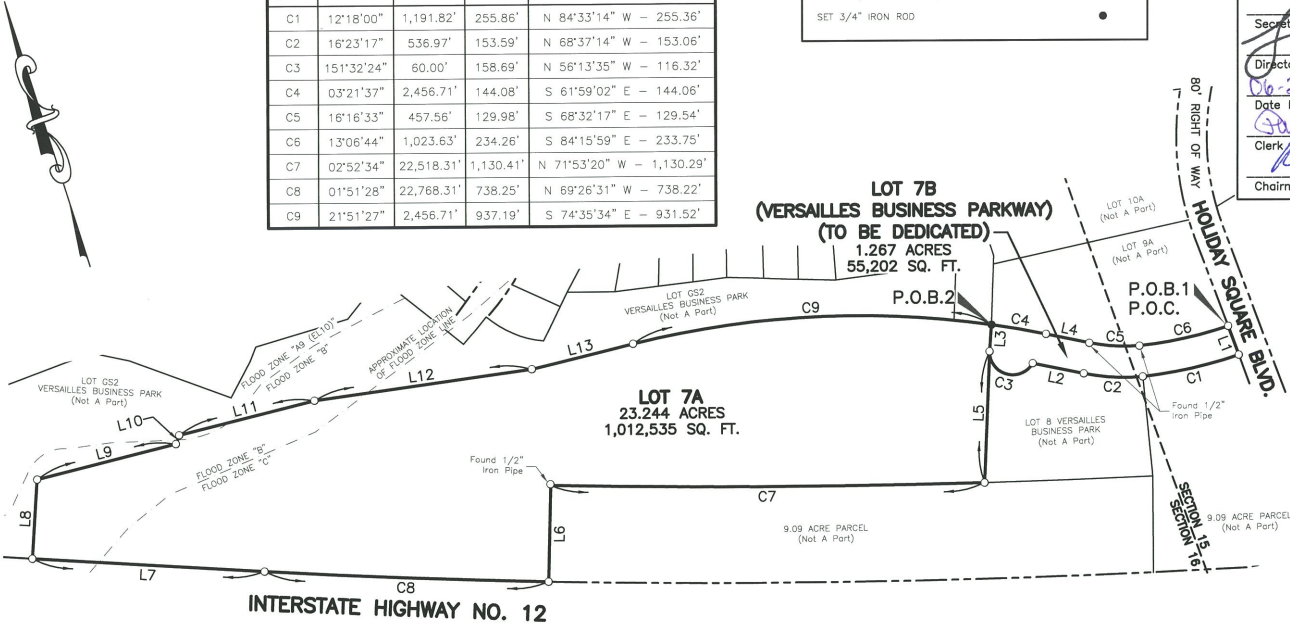 C1 12°18'00" 1,191.82' 255.86' N 84°33'14" W – 255.36'
C2 16°23'17" 536.97' 153.59' N 68°37'14" W – 153.06'
C3 151°32'24" 60.00' 158.69' N 56°13'35" W – 116.32'
C4 03°21'37" 2,456.71' 144.08' S 61°59'02" E – 144.06'
C5 16°16'33" 457.56' 129.98' S 68°32'17" E – 129.54'
C6 13°06'44" 1,023.63' 234.26' S 84°15'59" E – 233.75'
C7 02°52'34" 22,518.31' 1,130.41' N 71°53'20" W – 1,130.29'
C8 01°51'28" 22,768.31' 738.25' N 69°26'31" W – 738.22'
C9 21°51'27" 2,456.71' 937.19' S 74°35'34" E – 931.52'
SET 3/4" IRON ROD
Date
Clerk
80' RIGHT OF WAY
HOLIDAY SQUARE BLVD.
LOT 10A
(Not A Part)
LOT 9A
(Not A Part)
LOT 7B
(VERSAILLES BUSINESS PARKWAY)
(TO BE DEDICATED)
1.267 ACRES
55,202 SQ. FT.
P.O.B.2
P.O.B.1
P.O.C.
C4
L4
C5
C6
L1
L3
C3
L2
C2
C1
Found 1/2"
Iron Pipe
LOT GS2
VERSAILLES BUSINESS PARK
(Not A Part)
C9
L13
APPROXIMATE LOCATION
OF FLOOD ZONE LINE
FLOOD ZONE "A9 (EL10)"
FLOOD ZONE "B"
L12
LOT GS2
VERSAILLES BUSINESS PARK
(Not A Part)
L10
L11
L9
FLOOD ZONE "B"
FLOOD ZONE "C"
LOT 7A
23.244 ACRES
1,012,535 SQ. FT.
L5
LOT 8 VERSAILLES
BUSINESS PARK
(Not A Part)
Found 1/2"
Iron Pipe
C7
L6
L8
L7
C8
9.09 ACRE PARCEL
(Not A Part)
SECTION 15
SECTION 16
9.09 ACRE PARCEL
(Not A Part)
INTERSTATE HIGHWAY NO. 12